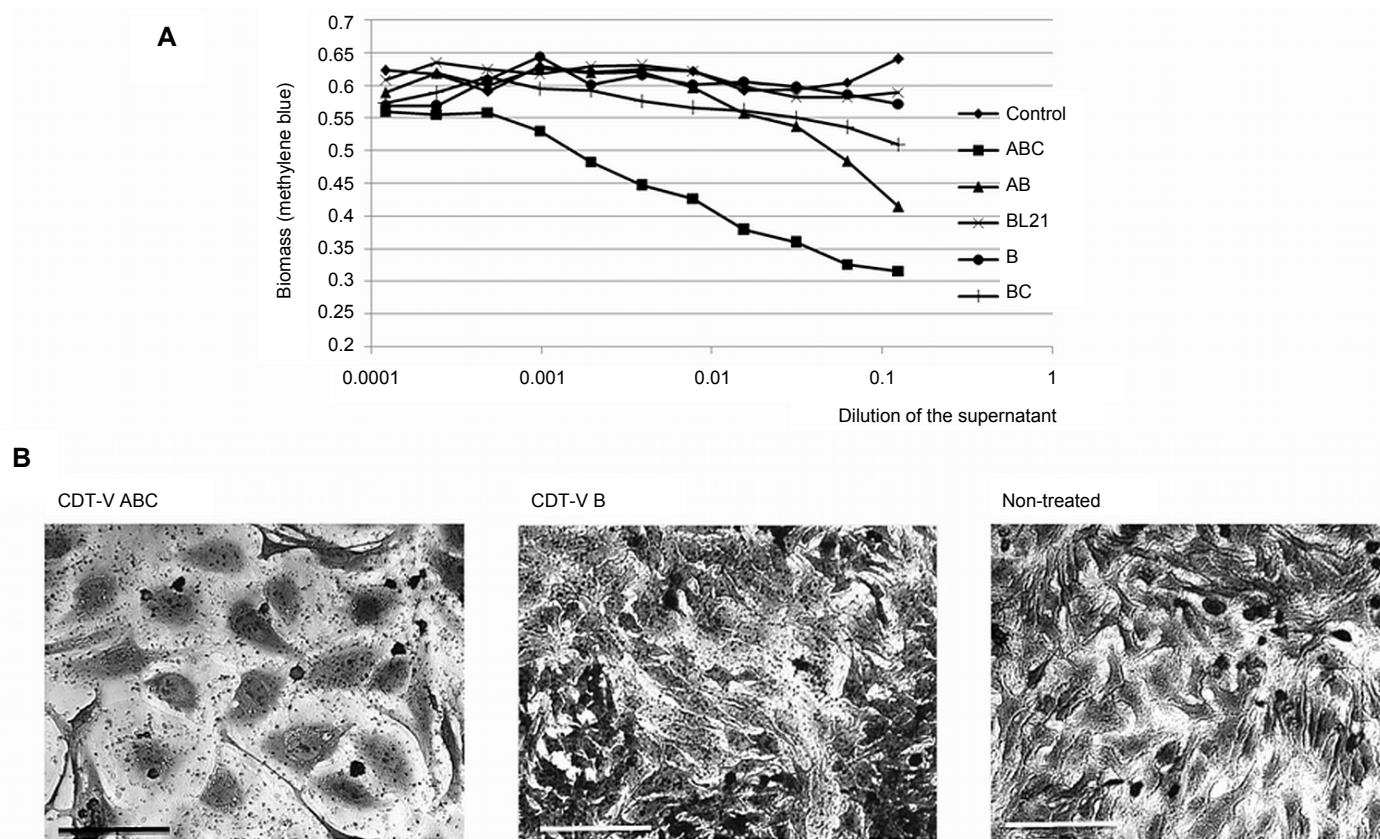 A
0.7
0.65
0.6
0.55
0.5
0.45
0.4
0.35
0.3
0.25
0.2
Biomass (methylene blue)
0.0001
0.001
0.01
0.1
1
Dilution of the supernatant
Control
ABC
AB
BL21
B
BC
B
CDT-V ABC
CDT-V B
Non-treated